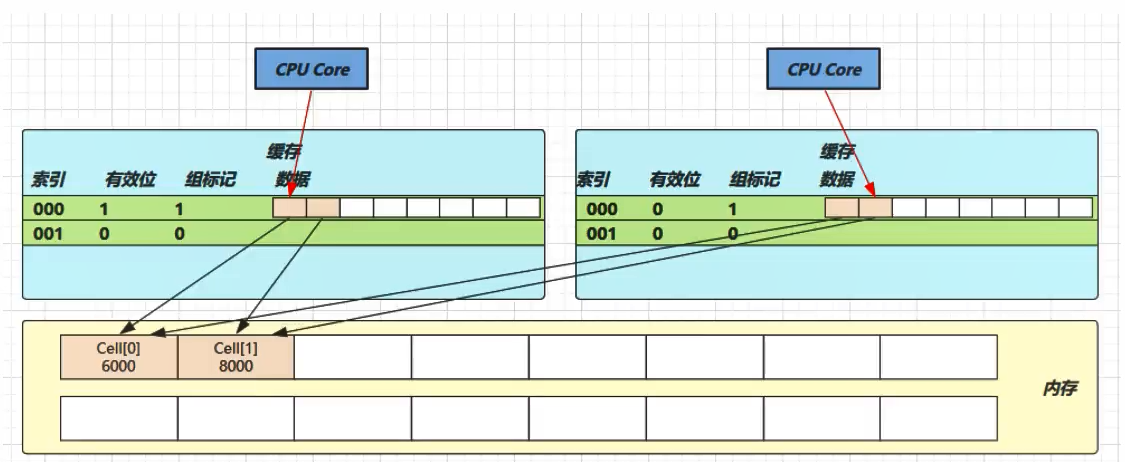 CPU Core
CPU Core
缓存
索引 有效位 组标记 数据
000 1 1
001 0 0
缓存
索引 有效位 组标记 数据
000 0 1
001 0 0
Cell[0]
6000
Cell[1]
8000
内存